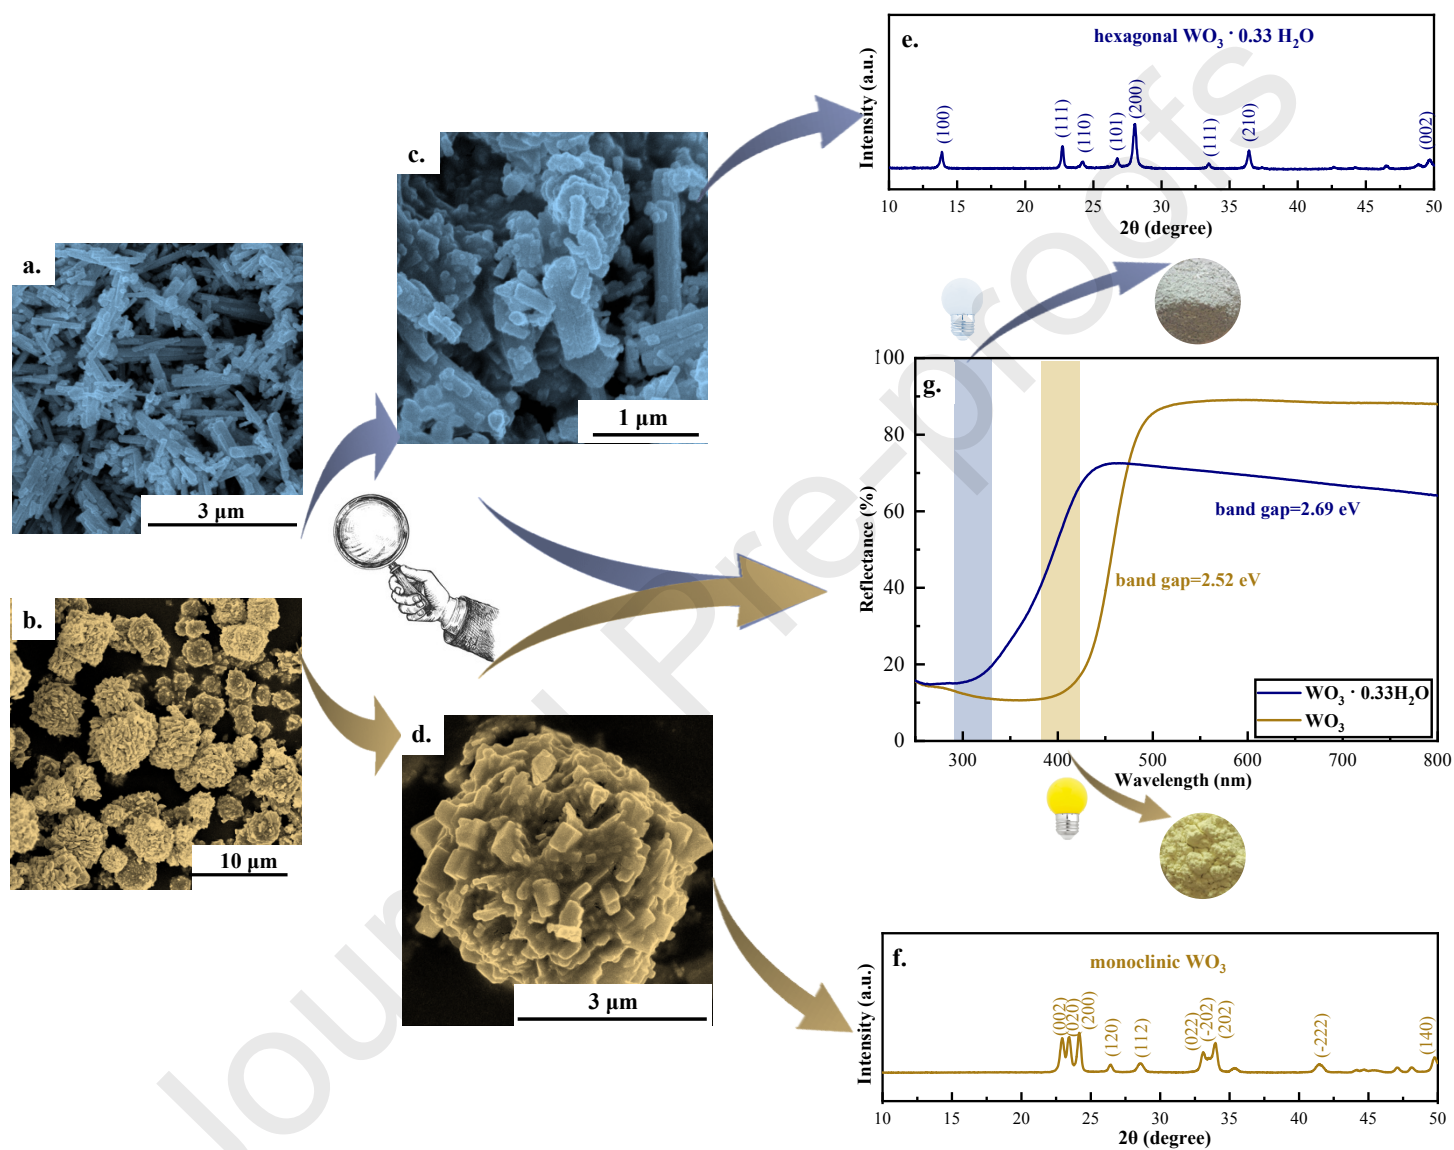 a.
3 μm
b.
10 μm
c.
1 μm
d.
3 μm
e.
hexagonal WO₃ · 0.33 H₂O
Intensity (a.u.)
(100)
(111)
(110)
(101)
(200)
(111)
(210)
(002)
10 15 20 25 30 35 40 45 50
2θ (degree)
g.
Reflectance (%)
100
80
60
40
20
0
band gap=2.69 eV
band gap=2.52 eV
WO₃ · 0.33H₂O
WO₃
300 400 500 600 700 800
Wavelength (nm)
f.
monoclinic WO₃
Intensity (a.u.)
(002)
(020)
(200)
(120)
(112)
(022)
(-202)
(202)
(-222)
(140)
10 15 20 25 30 35 40 45 50
2θ (degree)
Journal Pre-proofs